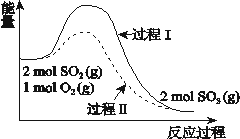 能
量
过程Ⅰ
2 mol SO₂(g)
1 mol O₂(g)
过程Ⅱ
2 mol SO₃(g)
反应过程